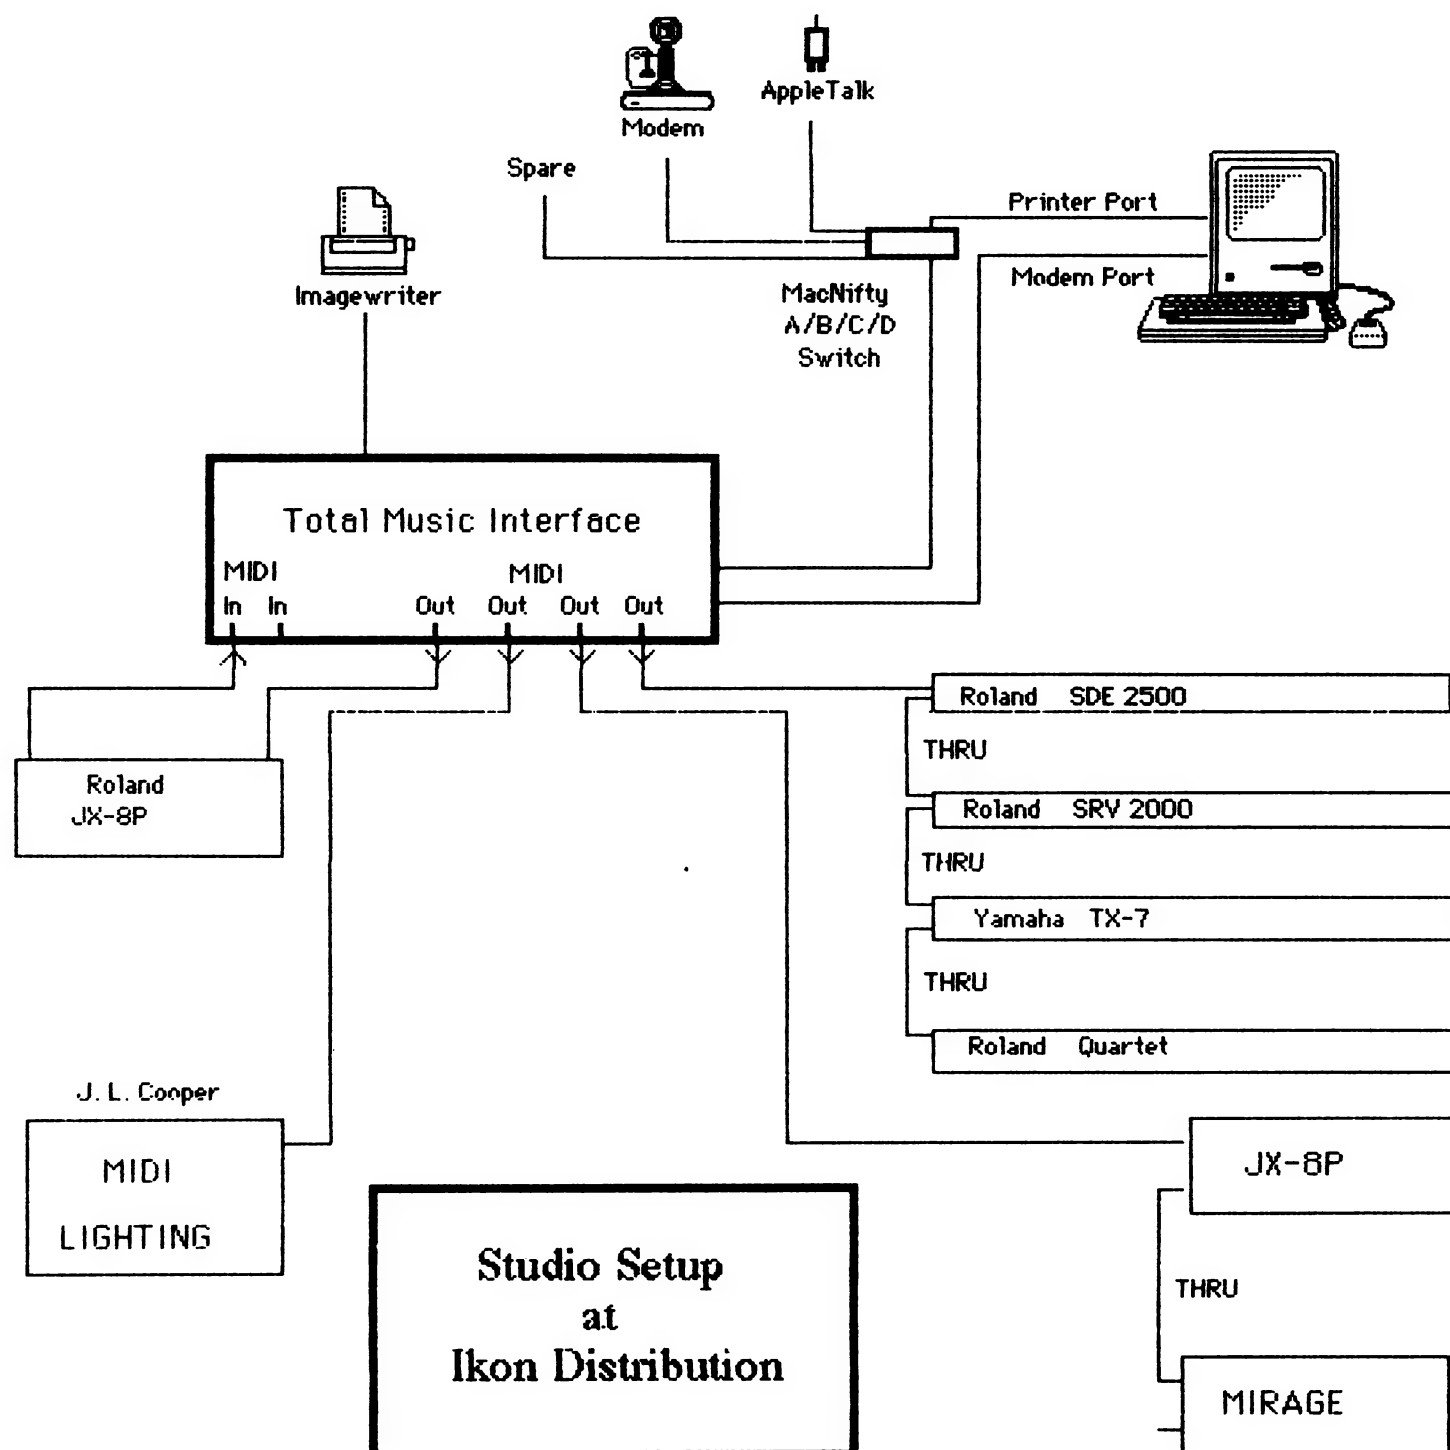 AppleTalk
Modem
Spare
Printer Port
Imagewriter
Modem Port
MacNifty
A/B/C/D
Switch
Total Music Interface
MIDI MIDI
In In Out Out Out Out
Roland SDE 2500
THRU
Roland
JX-8P
Roland SRV 2000
THRU
Yamaha TX-7
THRU
Roland Quartet
J. L. Cooper
MIDI
LIGHTING
JX-8P
THRU
MIRAGE
Studio Setup
at
Ikon Distribution